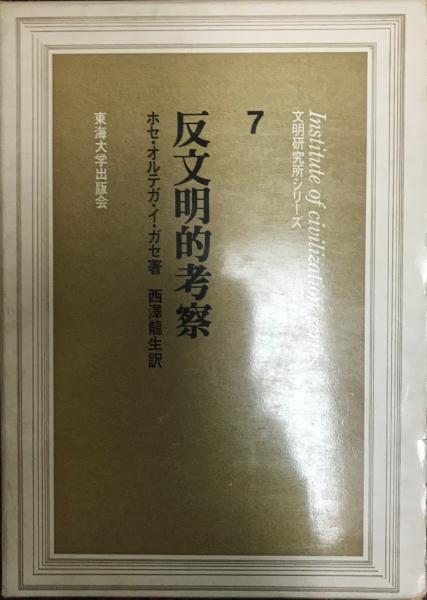 Institute of civilization series
文明研究所シリーズ
7
反文明的考察
ホセ・オルテガ・イ・ガセ著 西澤龍生訳
東海大学出版会